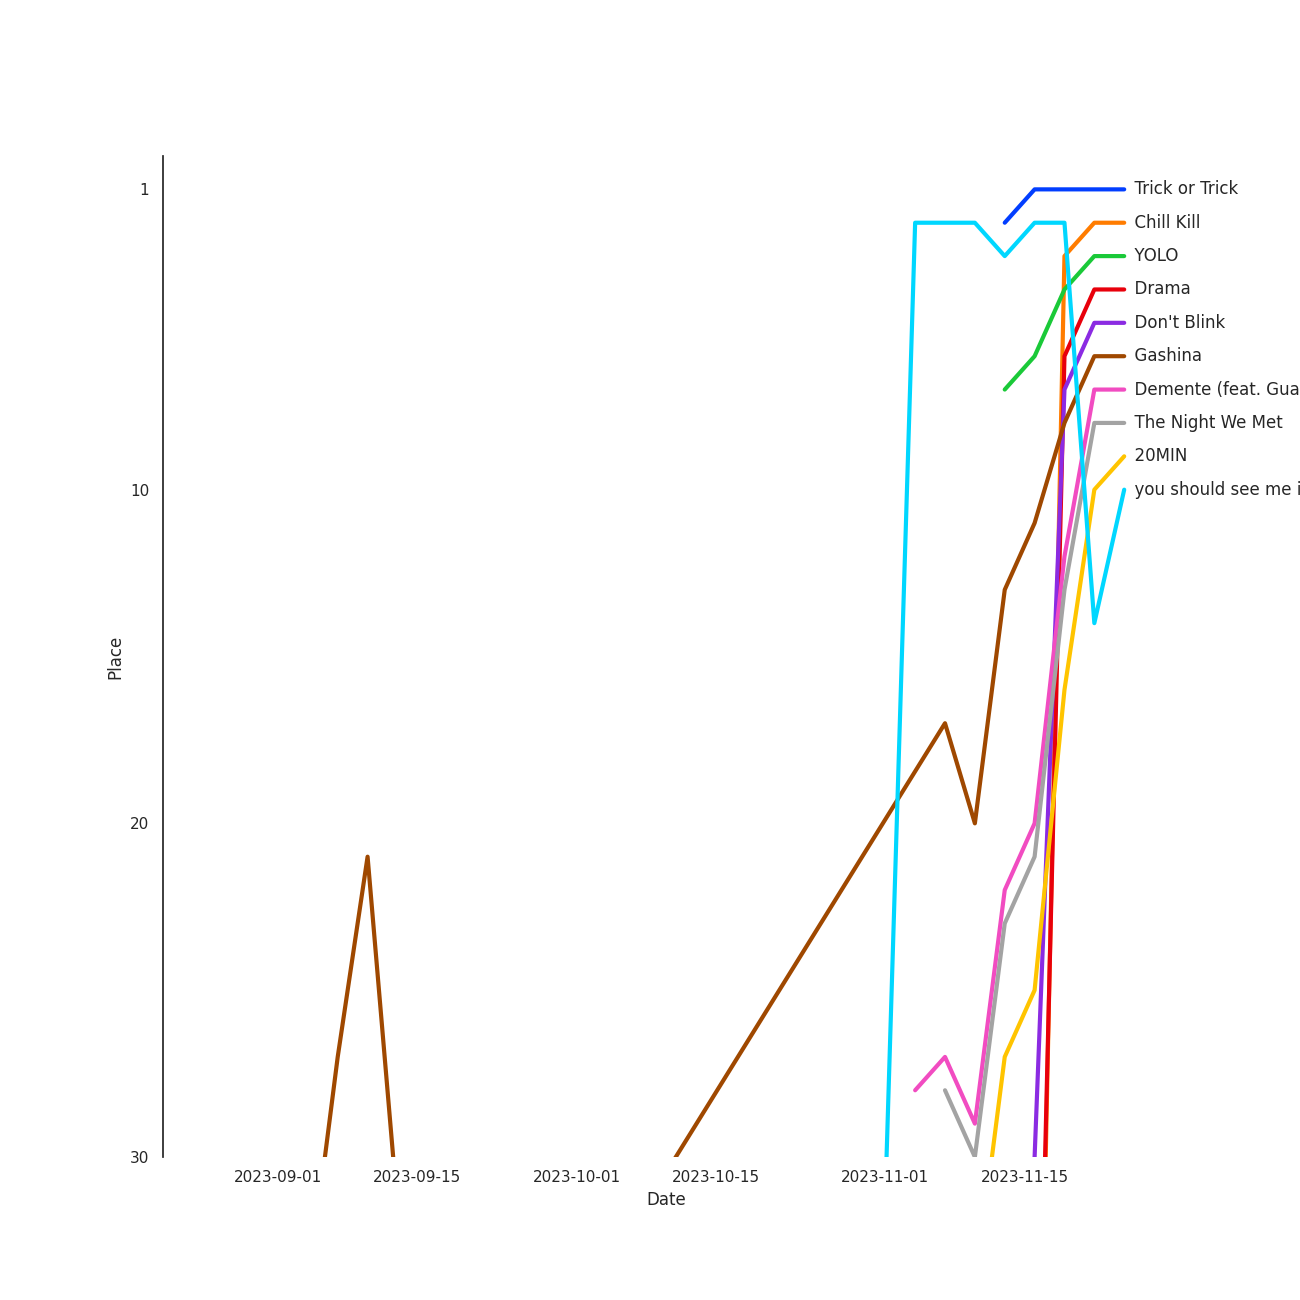 1
10
20
30
Place
2023-09-01
2023-09-15
2023-10-01
2023-10-15
2023-11-01
2023-11-15
Date
Trick or Trick
Chill Kill
YOLO
Drama
Don't Blink
Gashina
Demente (feat. Gua
The Night We Met
20MIN
you should see me i